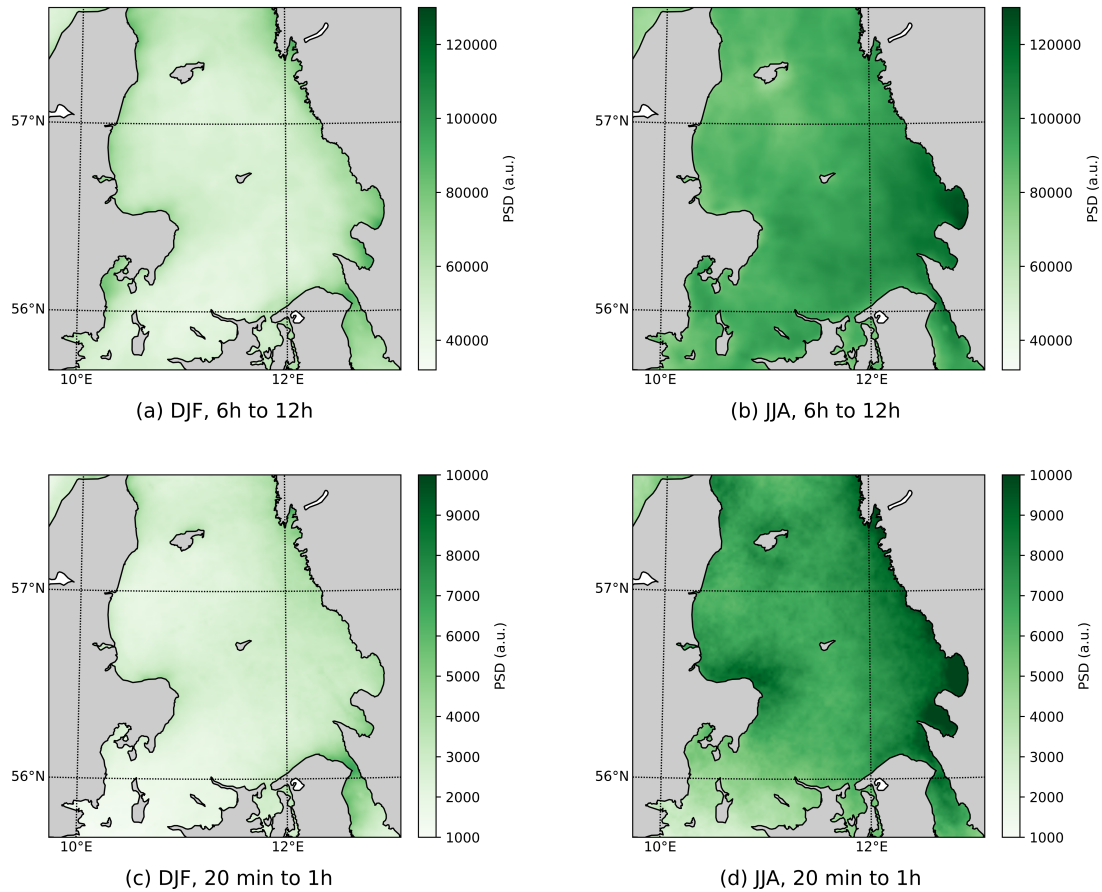 120000
100000
80000
60000
40000
PSD (a.u.)
57°N
56°N
10°E
12°E
(a) DJF, 6h to 12h
120000
100000
80000
60000
40000
PSD (a.u.)
57°N
56°N
10°E
12°E
(b) JJA, 6h to 12h
10000
9000
8000
7000
6000
5000
4000
3000
2000
1000
PSD (a.u.)
57°N
56°N
10°E
12°E
(c) DJF, 20 min to 1h
10000
9000
8000
7000
6000
5000
4000
3000
2000
1000
PSD (a.u.)
57°N
56°N
10°E
12°E
(d) JJA, 20 min to 1h